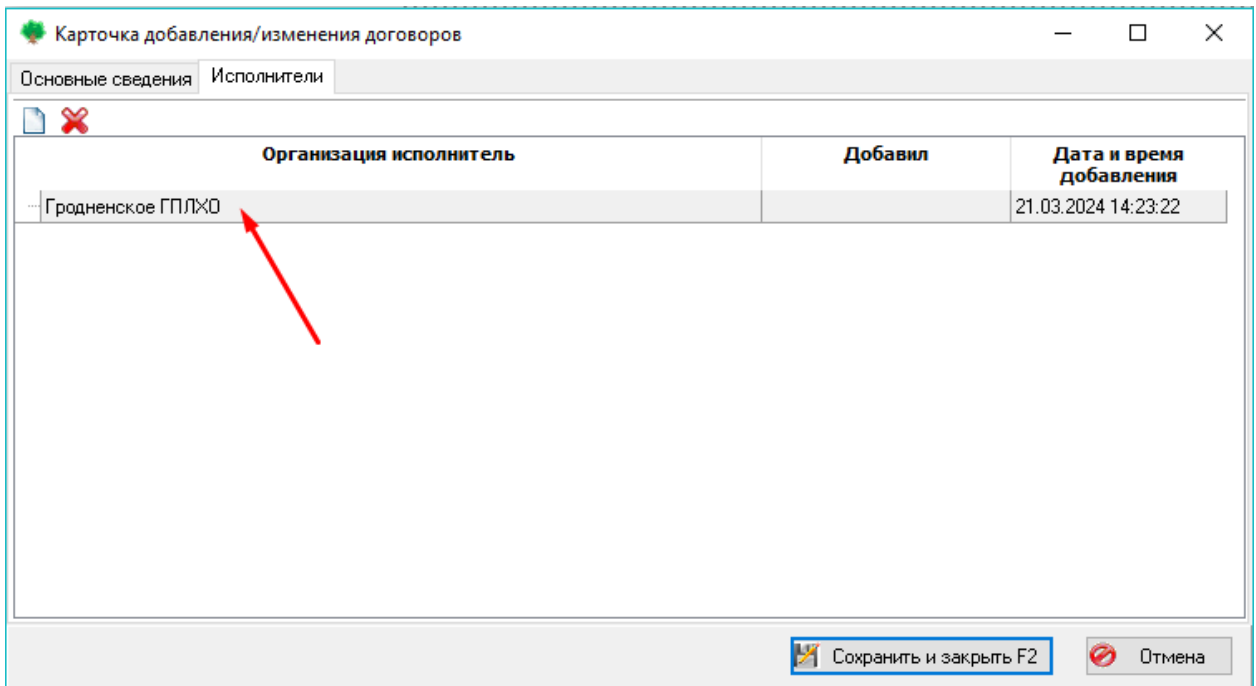 Карточка добавления/изменения договоров
Основные сведения Исполнители
Организация исполнитель Добавил Дата и время
добавления
Гродненское ГПЛХО 21.03.2024 14:23:22
Сохранить и закрыть F2 Отмена